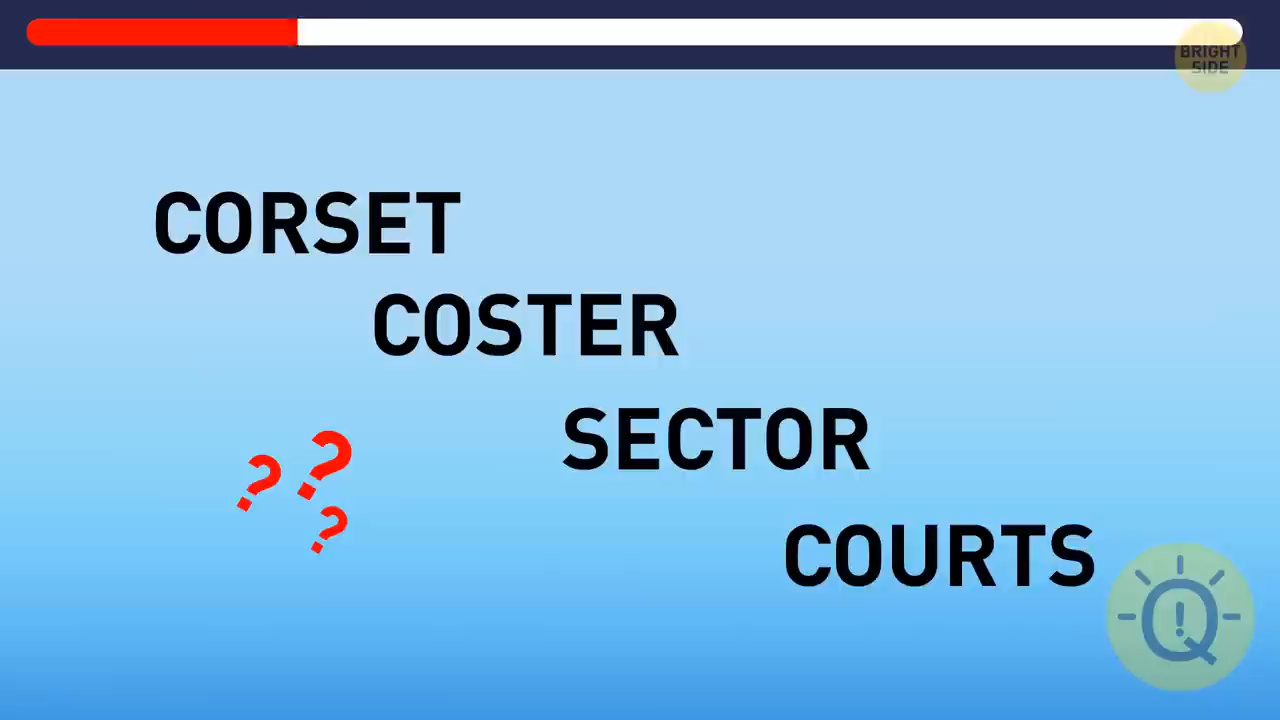 BRIGHT
SIDE
CORSET
COSTER
SECTOR
???
COURTS
Q!